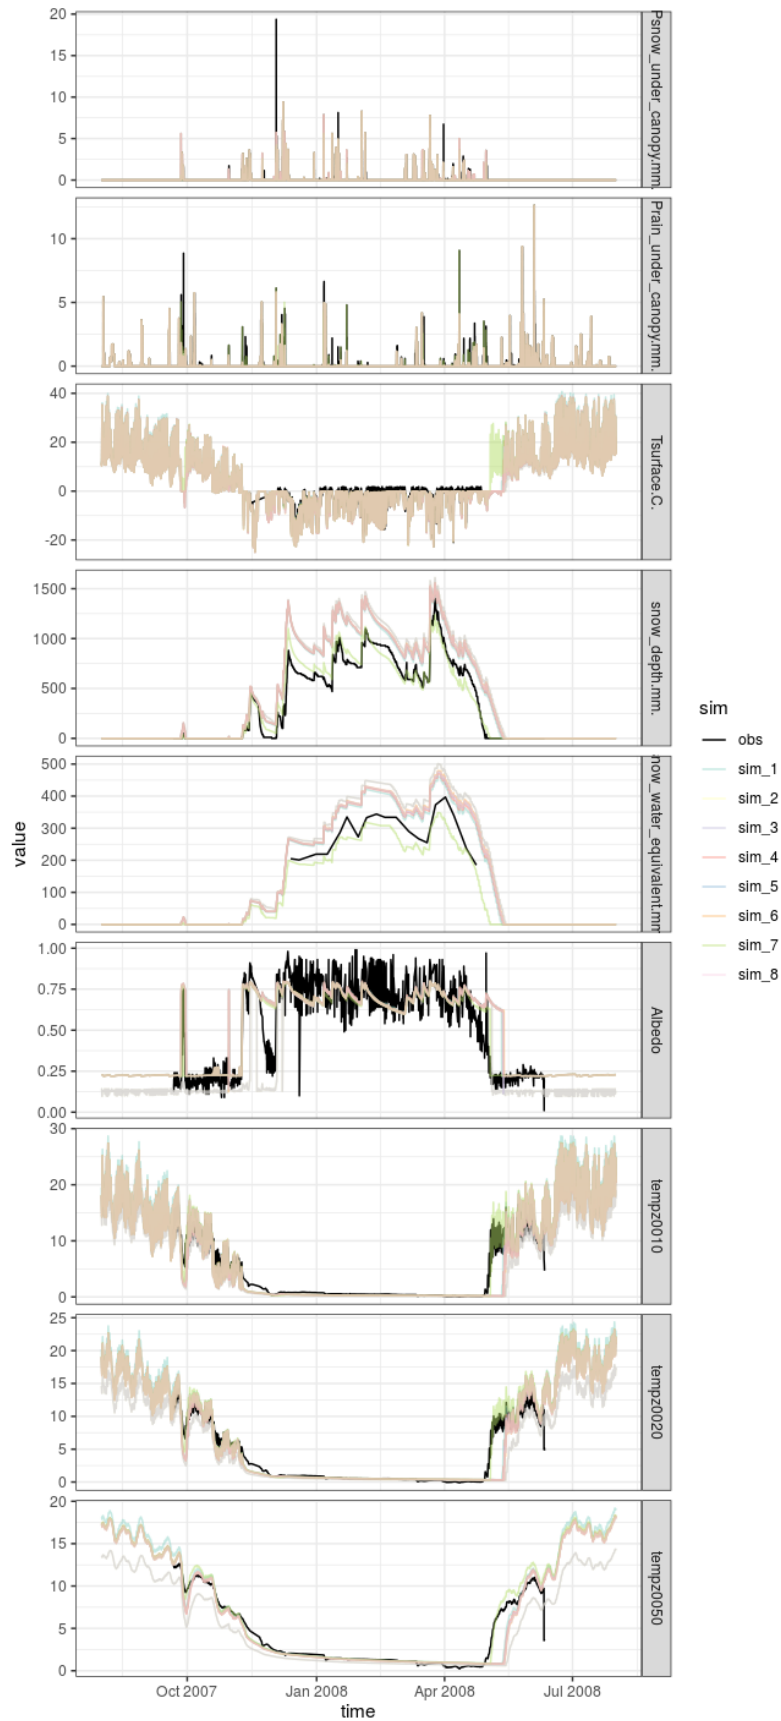 20
15
10
5
0
Psnow_under_canopy.mm.
10
5
0
Prain_under_canopy.mm.
40
20
0
-20
Tsurface.C.
1500
1000
500
0
snow_depth.mm.
500
400
300
200
100
0
now_water_equivalent.mm
1.00
0.75
0.50
0.25
0.00
Albedo
30
20
10
0
tempz0010
25
20
15
10
5
0
tempz0020
20
15
10
5
0
tempz0050
value
Oct 2007
Jan 2008
Apr 2008
Jul 2008
time
sim
obs
sim_1
sim_2
sim_3
sim_4
sim_5
sim_6
sim_7
sim_8